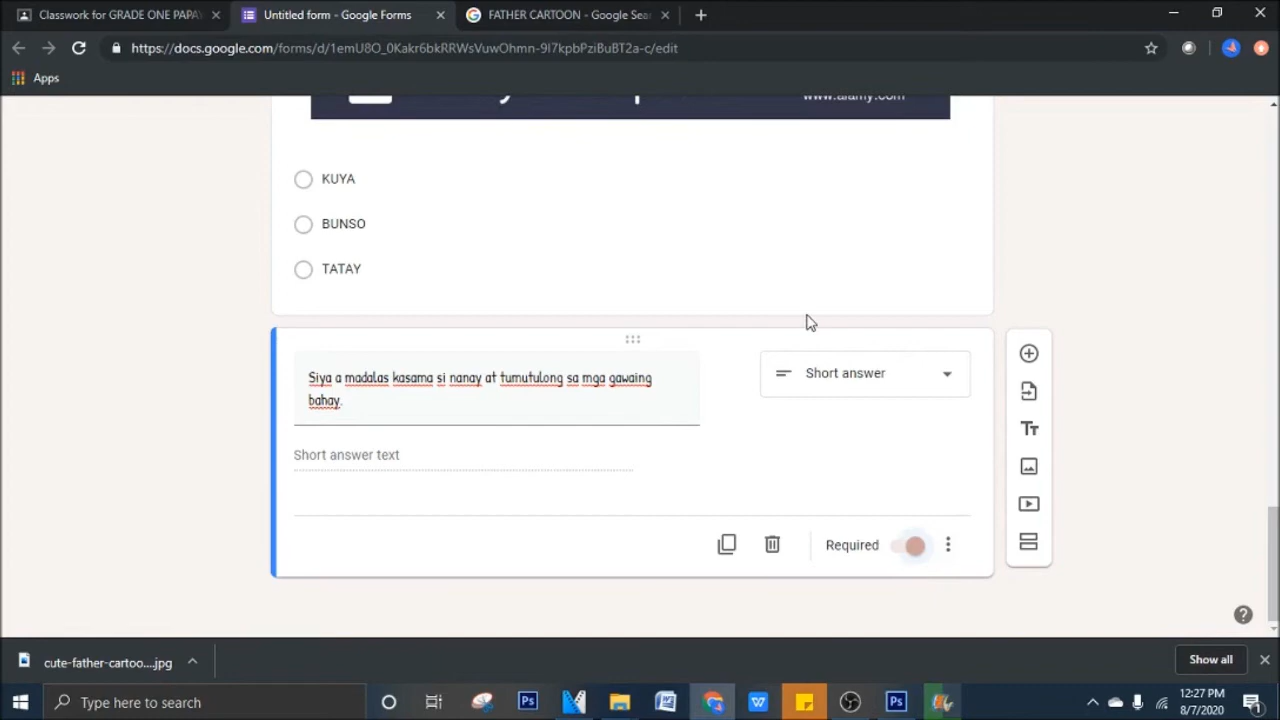 Classwork for GRADE ONE PAPAY
Untitled form - Google Forms
FATHER CARTOON - Google Sea
https://docs.google.com/forms/d/1emU8O_0Kakr6bkRRWsVuwOhmn-9l7kpbPziBuBT2a-c/edit
Apps
www.alamy.com
KUYA
BUNSO
TATAY
Siya a madalas kasama si nanay at tumutulong sa mga gawaing
bahay.
Short answer
Short answer text
Required
cute-father-cartoo....jpg
Show all
Type here to search
12:27 PM
8/7/2020